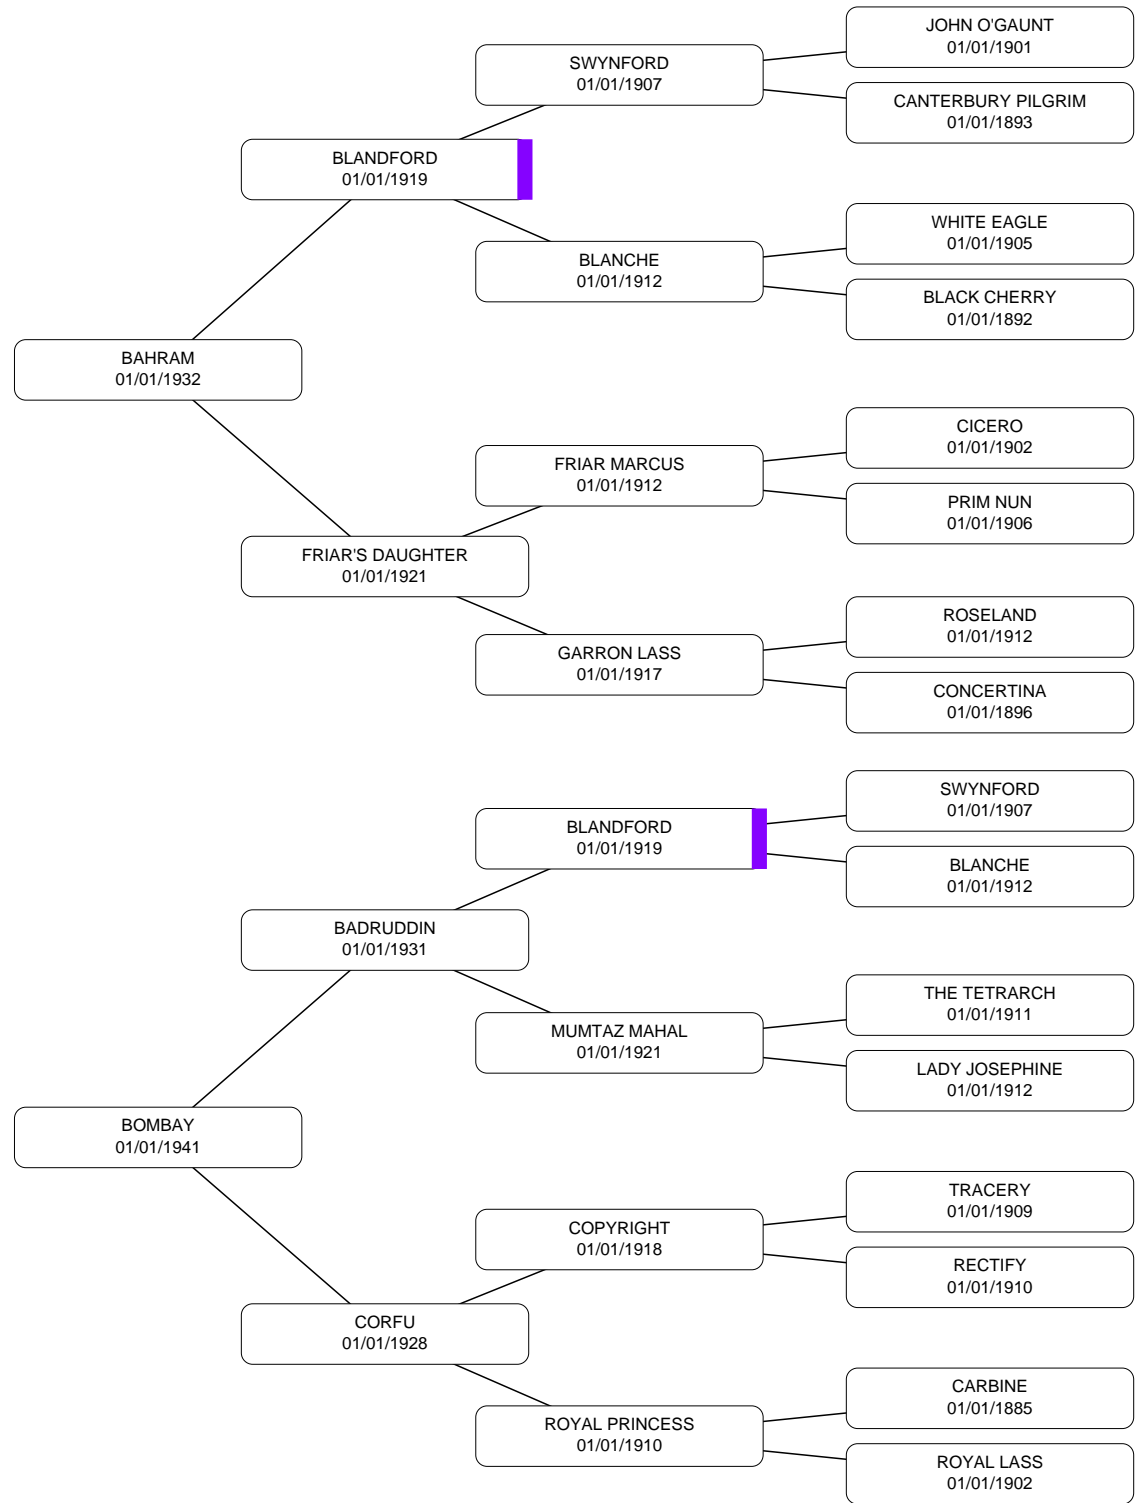 JOHN O'GAUNT
01/01/1901
SWYNFORD
01/01/1907
CANTERBURY PILGRIM
01/01/1893
BLANDFORD
01/01/1919
WHITE EAGLE
01/01/1905
BLANCHE
01/01/1912
BLACK CHERRY
01/01/1892
BAHRAM
01/01/1932
CICERO
01/01/1902
FRIAR MARCUS
01/01/1912
PRIM NUN
01/01/1906
FRIAR'S DAUGHTER
01/01/1921
ROSELAND
01/01/1912
GARRON LASS
01/01/1917
CONCERTINA
01/01/1896
SWYNFORD
01/01/1907
BLANDFORD
01/01/1919
BLANCHE
01/01/1912
BADRUDDIN
01/01/1931
THE TETRARCH
01/01/1911
MUMTAZ MAHAL
01/01/1921
LADY JOSEPHINE
01/01/1912
BOMBAY
01/01/1941
TRACERY
01/01/1909
COPYRIGHT
01/01/1918
RECTIFY
01/01/1910
CORFU
01/01/1928
CARBINE
01/01/1885
ROYAL PRINCESS
01/01/1910
ROYAL LASS
01/01/1902